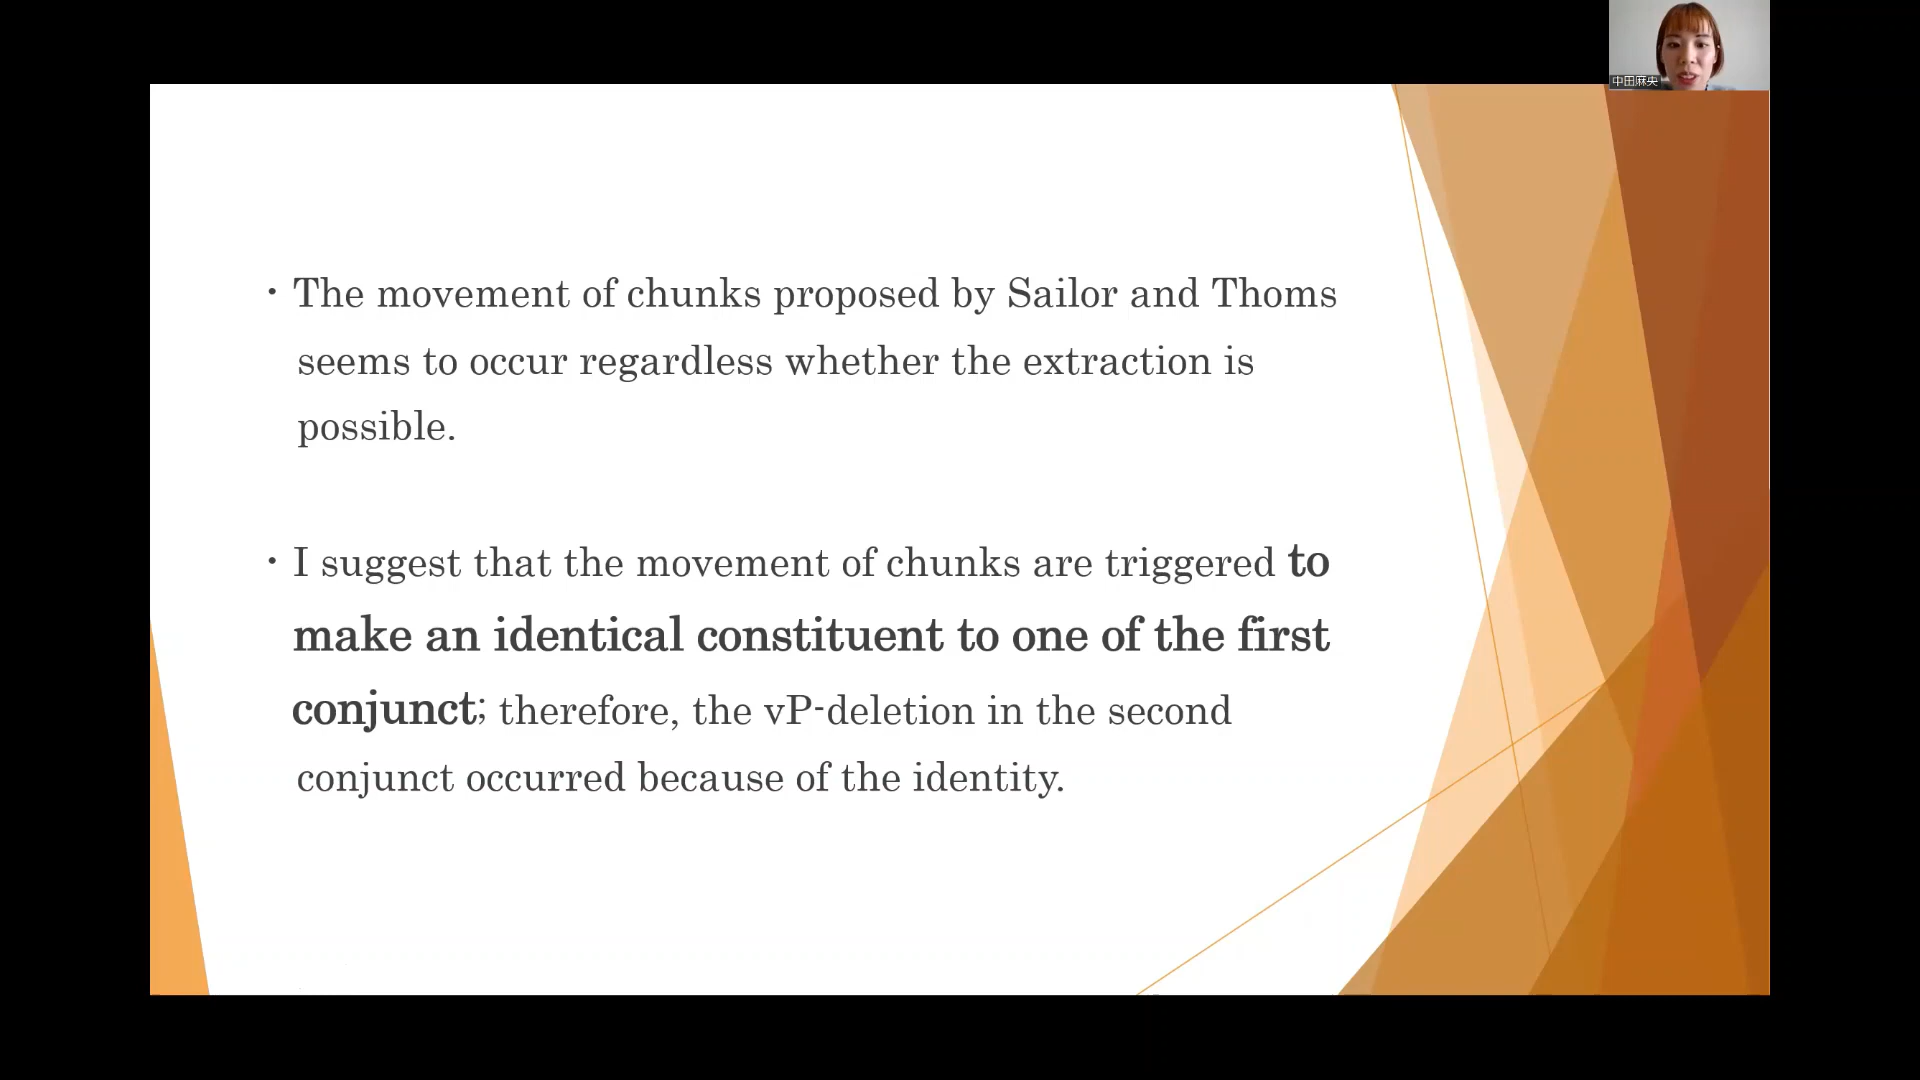 中田麻央
・The movement of chunks proposed by Sailor and Thoms
seems to occur regardless whether the extraction is
possible.
・I suggest that the movement of chunks are triggered to
make an identical constituent to one of the first
conjunct; therefore, the vP-deletion in the second
conjunct occurred because of the identity.